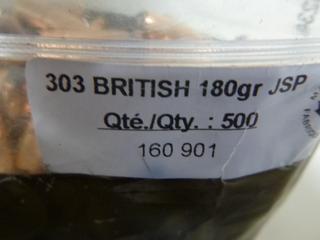 303 BRITISH 180gr JSP
Qté./Qty. : 500
160 901